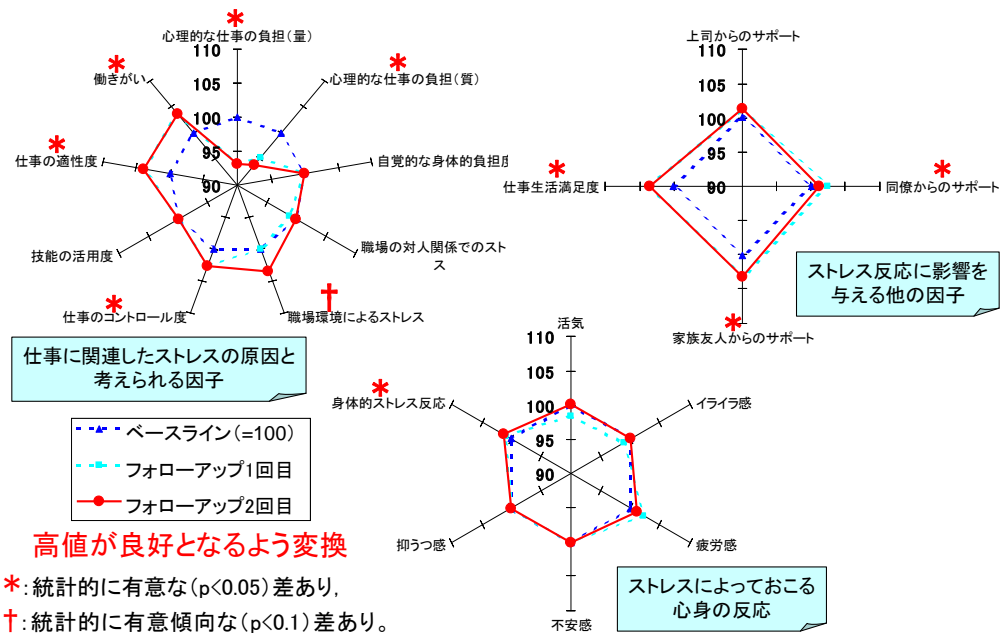 *
心理的な仕事の負担(量)
110
105
100
95
90
*
心理的な仕事の負担(質)
自覚的な身体的負担度
職場の対人関係でのスト
ス
†
職場環境によるストレス
*
仕事のコントロール度
技能の活用度
*
仕事の適性度
*
働きがい
仕事に関連したストレスの原因と
考えられる因子
上司からのサポート
110
105
100
95
90
*
同僚からのサポート
*
家族友人からのサポート
*
仕事生活満足度
ストレス反応に影響を
与える他の因子
活気
110
105
100
95
90
イライラ感
疲労感
不安感
抑うつ感
*
身体的ストレス反応
ストレスによっておこる
心身の反応
ベースライン(=100)
フォローアップ1回目
フォローアップ2回目
高値が良好となるよう変換
*:統計的に有意な(p<0.05)差あり,
†:統計的に有意傾向な(p<0.1)差あり。